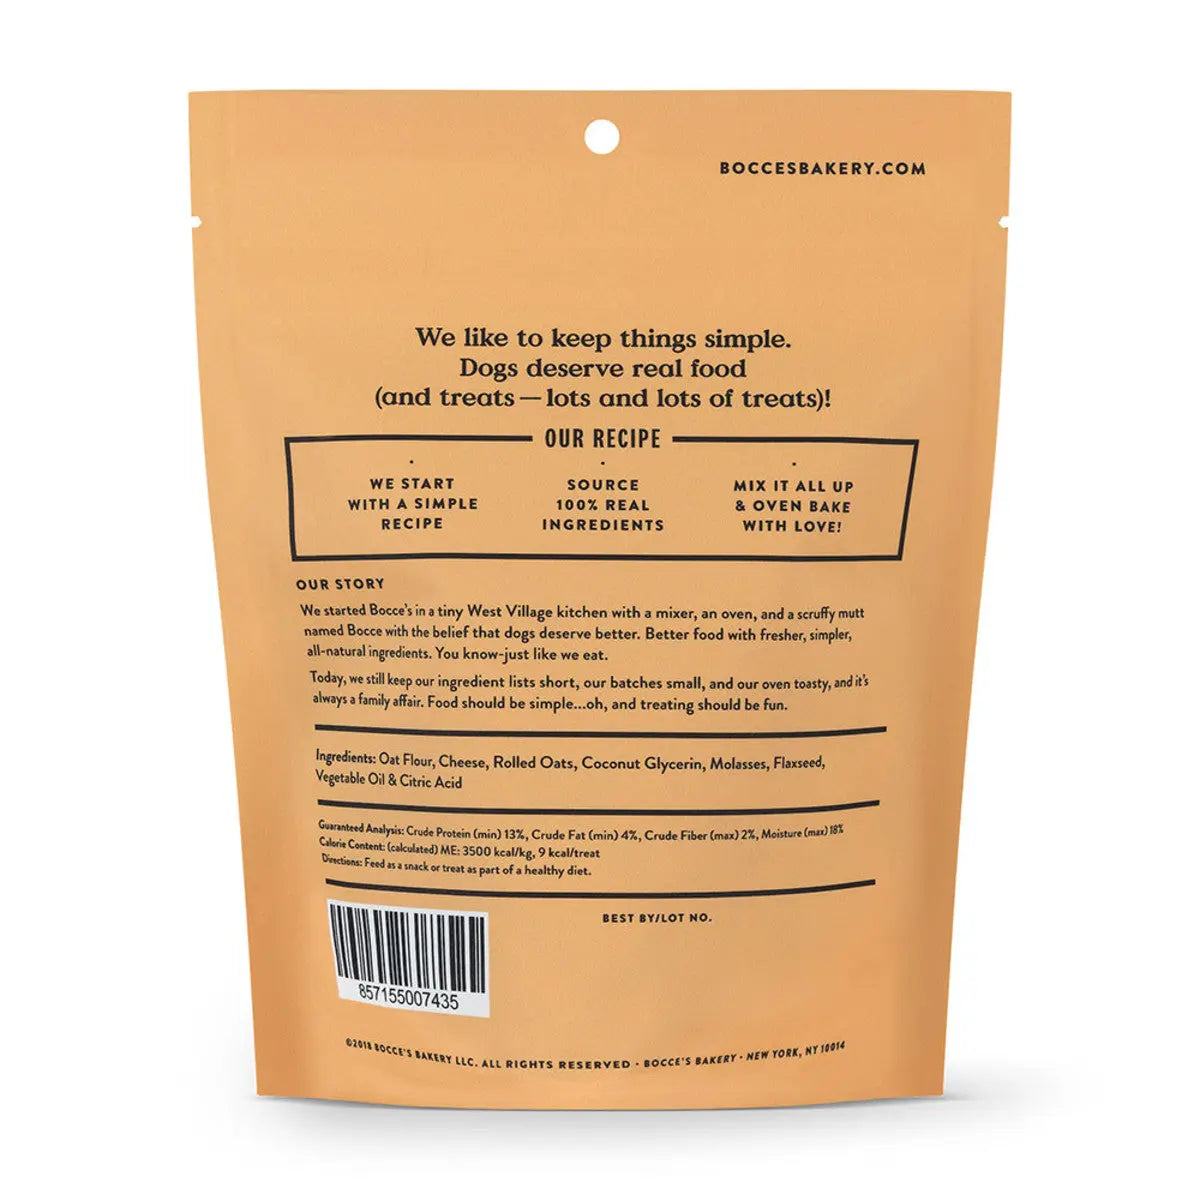 BOCCESBAKERY.COM
We like to keep things simple.
Dogs deserve real food
(and treats—lots and lots of treats)!
OUR RECIPE
WE START
WITH A SIMPLE
RECIPE
SOURCE
100% REAL
INGREDIENTS
MIX IT ALL UP
& OVEN BAKE
WITH LOVE!
OUR STORY
We started Bocce's in a tiny West Village kitchen with a mixer, an oven, and a scruffy mutt
named Bocce with the belief that dogs deserve better. Better food with fresher, simpler,
all-natural ingredients. You know-just like we eat.
Today, we still keep our ingredient lists short, our batches small, and our oven toasty, and it's
always a family affair. Food should be simple...oh, and treating should be fun.
Ingredients: Oat Flour, Cheese, Rolled Oats, Coconut Glycerin, Molasses, Flaxseed,
Vegetable Oil & Citric Acid
Guaranteed Analysis: Crude Protein (min) 13%, Crude Fat (min) 4%, Crude Fiber (max) 2%, Moisture (max) 18%
Calorie Content: (calculated) ME: 3500 kcal/kg, 9 kcal/treat
Directions: Feed as a snack or treat as part of a healthy diet.
BEST BY/LOT NO.
857155007435
©2018 BOCCE'S BAKERY LLC. ALL RIGHTS RESERVED · BOCCE'S BAKERY · NEW YORK, NY 10014